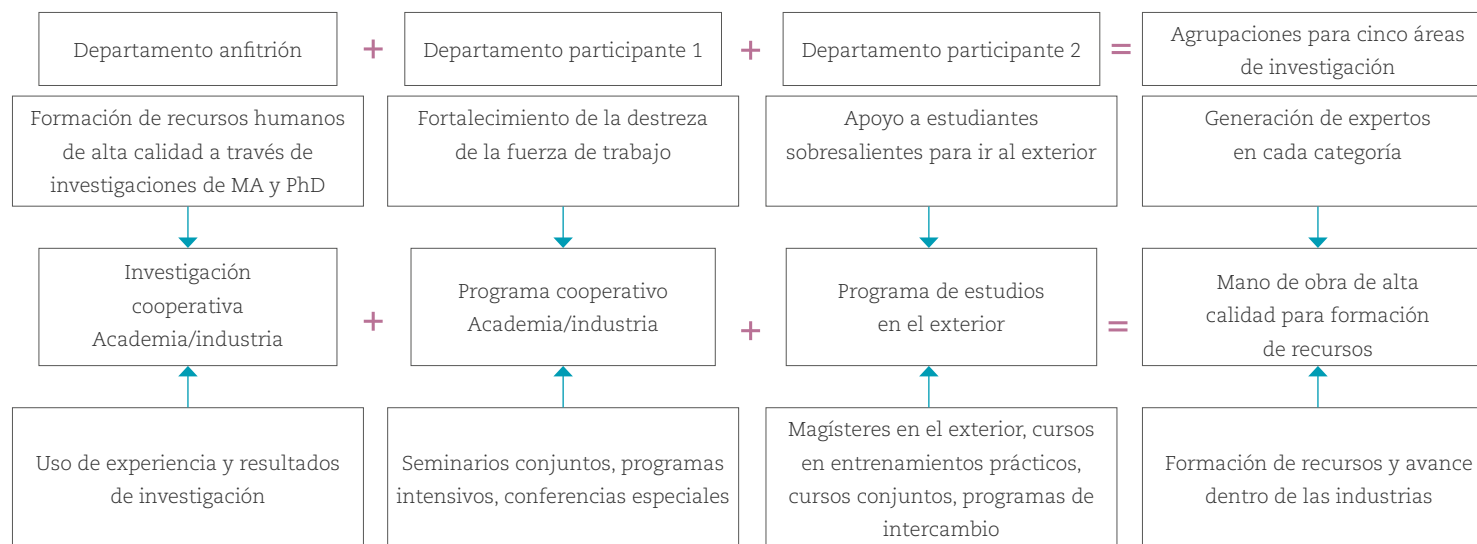 Departamento anfitrión
+
Departamento participante 1
+
Departamento participante 2
=
Agrupaciones para cinco áreas
de investigación
Formación de recursos humanos
de alta calidad a través de
investigaciones de MA y PhD
Fortalecimiento de la destreza
de la fuerza de trabajo
Apoyo a estudiantes
sobresalientes para ir al exterior
Generación de expertos
en cada categoría
Investigación
cooperativa
Academia/industria
+
Programa cooperativo
Academia/industria
+
Programa de estudios
en el exterior
=
Mano de obra de alta
calidad para formación
de recursos
Uso de experiencia y resultados
de investigación
Seminarios conjuntos, programas
intensivos, conferencias especiales
Magísteres en el exterior, cursos
en entrenamientos prácticos,
cursos conjuntos, programas de
intercambio
Formación de recursos y avance
dentro de las industrias